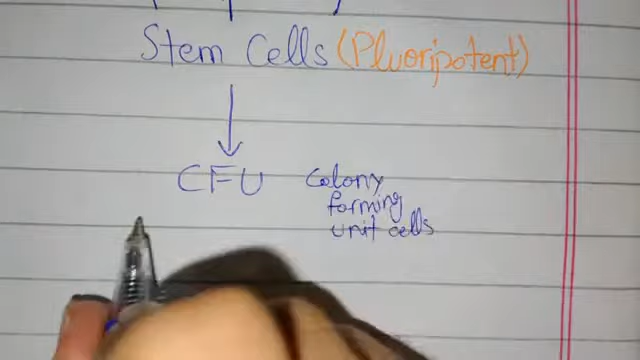 Stem Cells (Pluoripotent)
CFU
Colony
forming
unit cells